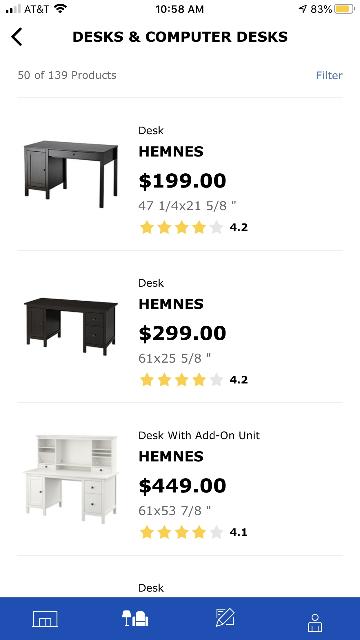 AT&T 10:58 AM 83%
DESKS & COMPUTER DESKS
50 of 139 Products Filter
Desk
HEMNES
$199.00
47 1/4x21 5/8 "
4.2
Desk
HEMNES
$299.00
61x25 5/8 "
4.2
Desk With Add-On Unit
HEMNES
$449.00
61x53 7/8 "
4.1
Desk